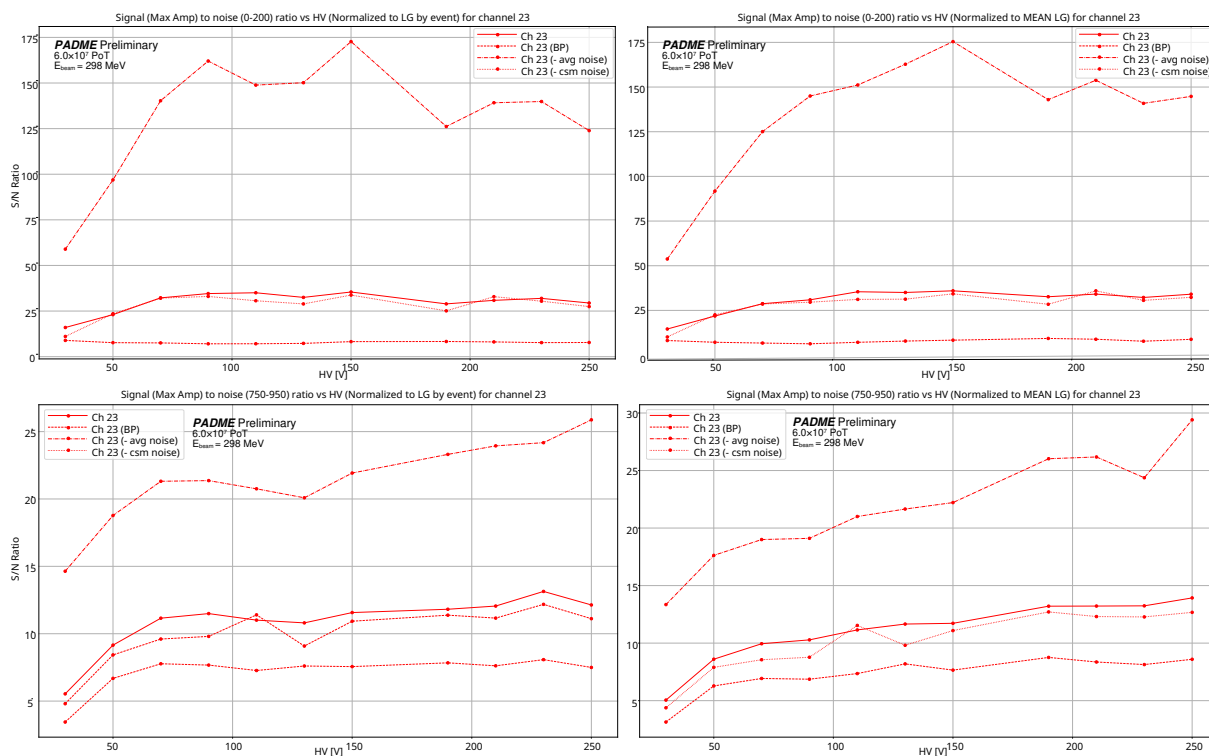 Signal (Max Amp) to noise (0-200) ratio vs HV (Normalized to LG by event) for channel 23
PADME Preliminary
6.0×10⁷ PoT
E_beam = 298 MeV
Ch 23
Ch 23 (BP)
Ch 23 (- avg noise)
Ch 23 (- csm noise)
175
150
125
100
75
50
25
0
S/N Ratio
50
100
150
200
250
HV [V]
Signal (Max Amp) to noise (0-200) ratio vs HV (Normalized to MEAN LG) for channel 23
PADME Preliminary
6.0×10⁷ PoT
E_beam = 298 MeV
Ch 23
Ch 23 (BP)
Ch 23 (- avg noise)
Ch 23 (- csm noise)
175
150
125
100
75
50
25
0
50
100
150
200
250
HV [V]
Signal (Max Amp) to noise (750-950) ratio vs HV (Normalized to LG by event) for channel 23
Ch 23
Ch 23 (BP)
Ch 23 (- avg noise)
Ch 23 (- csm noise)
PADME Preliminary
6.0×10⁷ PoT
E_beam = 298 MeV
25
20
15
10
5
S/N Ratio
50
100
150
200
250
HV [V]
Signal (Max Amp) to noise (750-950) ratio vs HV (Normalized to MEAN LG) for channel 23
Ch 23
Ch 23 (BP)
Ch 23 (- avg noise)
Ch 23 (- csm noise)
PADME Preliminary
6.0×10⁷ PoT
E_beam = 298 MeV
30
25
20
15
10
5
50
100
150
200
250
HV [V]